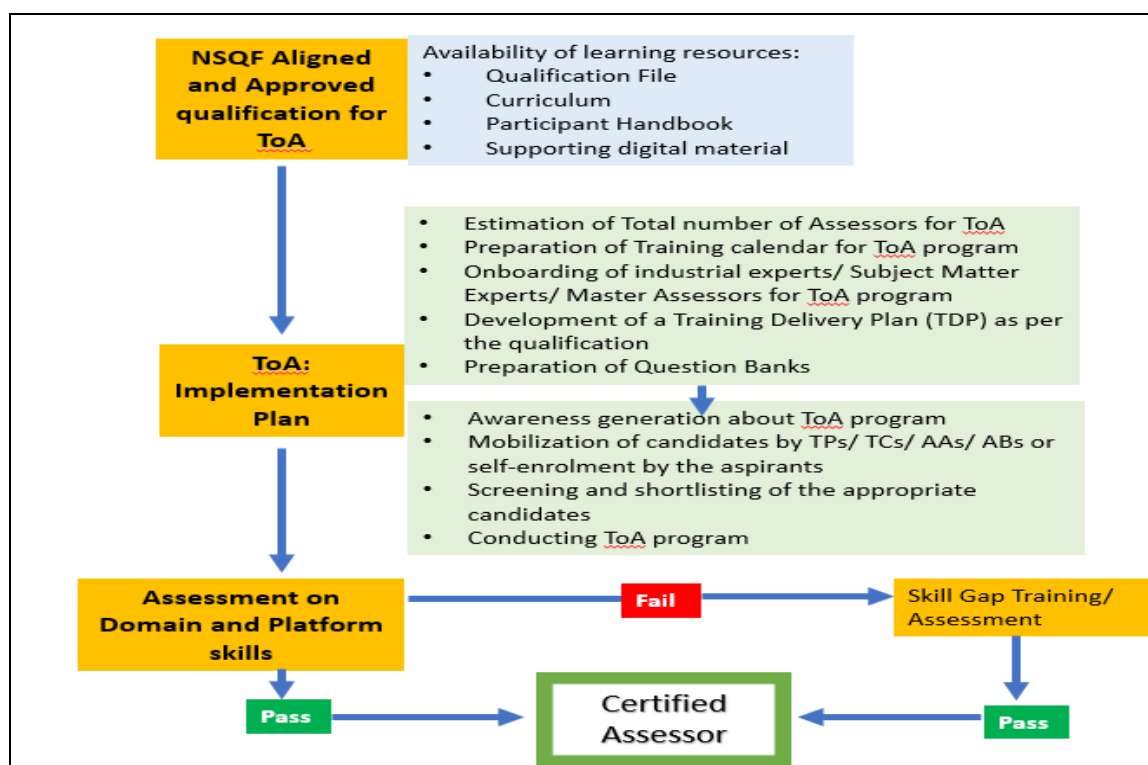 NSQF Aligned
and Approved
qualification for
ToA
Availability of learning resources:
• Qualification File
• Curriculum
• Participant Handbook
• Supporting digital material
• Estimation of Total number of Assessors for ToA
• Preparation of Training calendar for ToA program
• Onboarding of industrial experts/ Subject Matter
Experts/ Master Assessors for ToA program
• Development of a Training Delivery Plan (TDP) as per
the qualification
• Preparation of Question Banks
ToA:
Implementation
Plan
• Awareness generation about ToA program
• Mobilization of candidates by TPs/ TCs/ AAs/ ABs or
self-enrolment by the aspirants
• Screening and shortlisting of the appropriate
candidates
• Conducting ToA program
Assessment on
Domain and Platform
skills
Fail
Skill Gap Training/
Assessment
Pass
Certified
Assessor
Pass